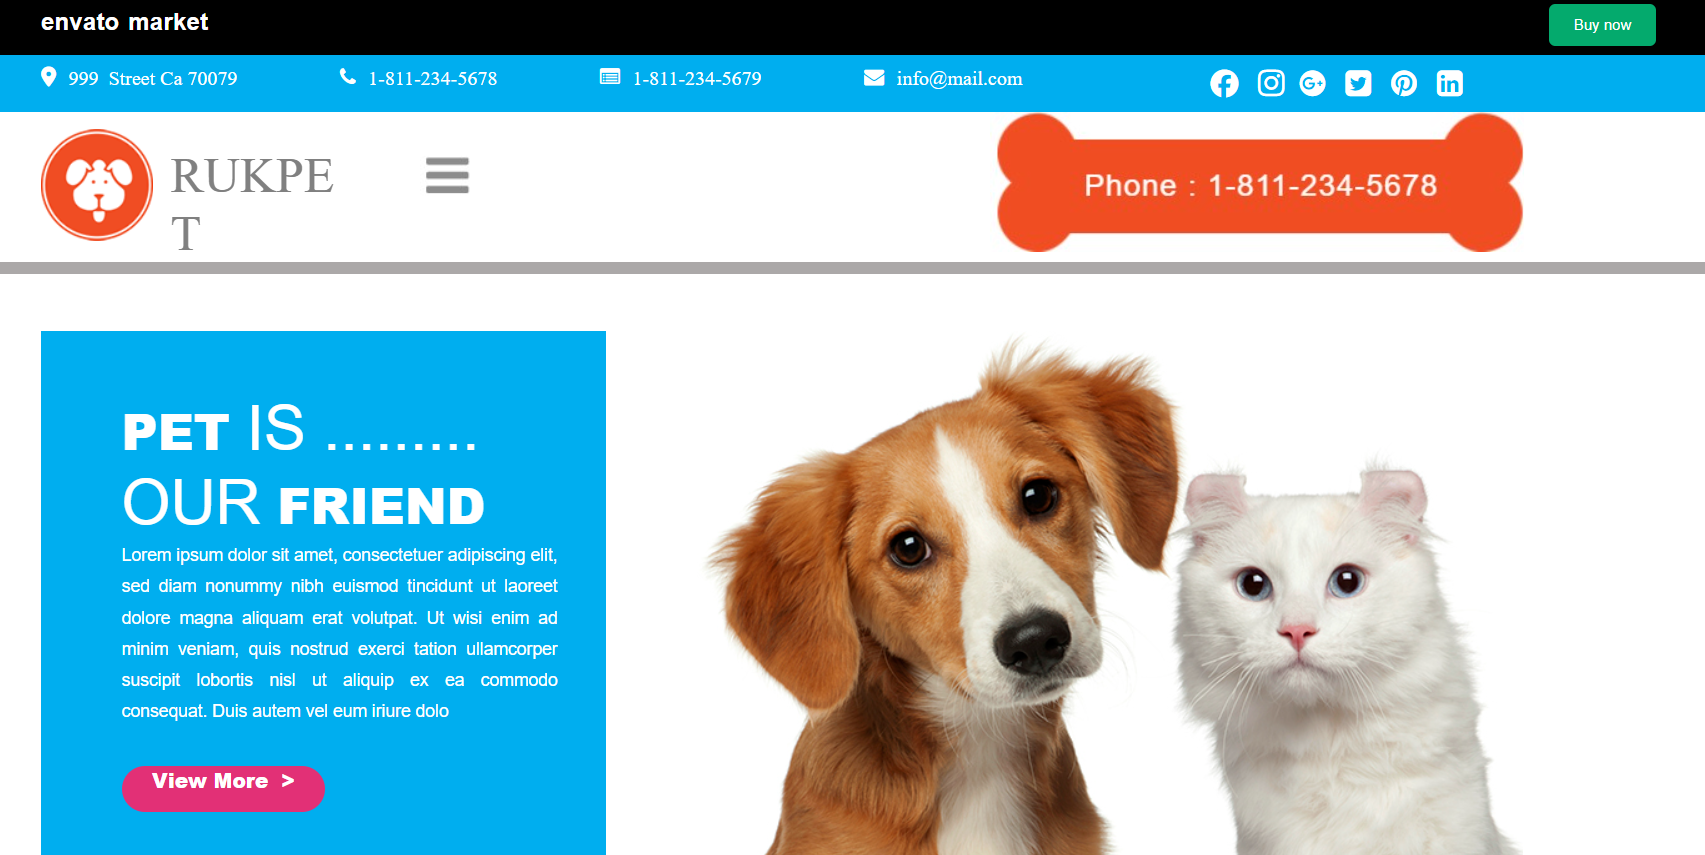 envato market
Buy now
999 Street Ca 70079
1-811-234-5678
1-811-234-5679
info@mail.com
RUKPE
T
Phone : 1-811-234-5678
PET IS .........
OUR FRIEND
Lorem ipsum dolor sit amet, consectetuer adipiscing elit,
sed diam nonummy nibh euismod tincidunt ut laoreet
dolore magna aliquam erat volutpat. Ut wisi enim ad
minim veniam, quis nostrud exerci tation ullamcorper
suscipit lobortis nisl ut aliquip ex ea commodo
consequat. Duis autem vel eum iriure dolo
View More >